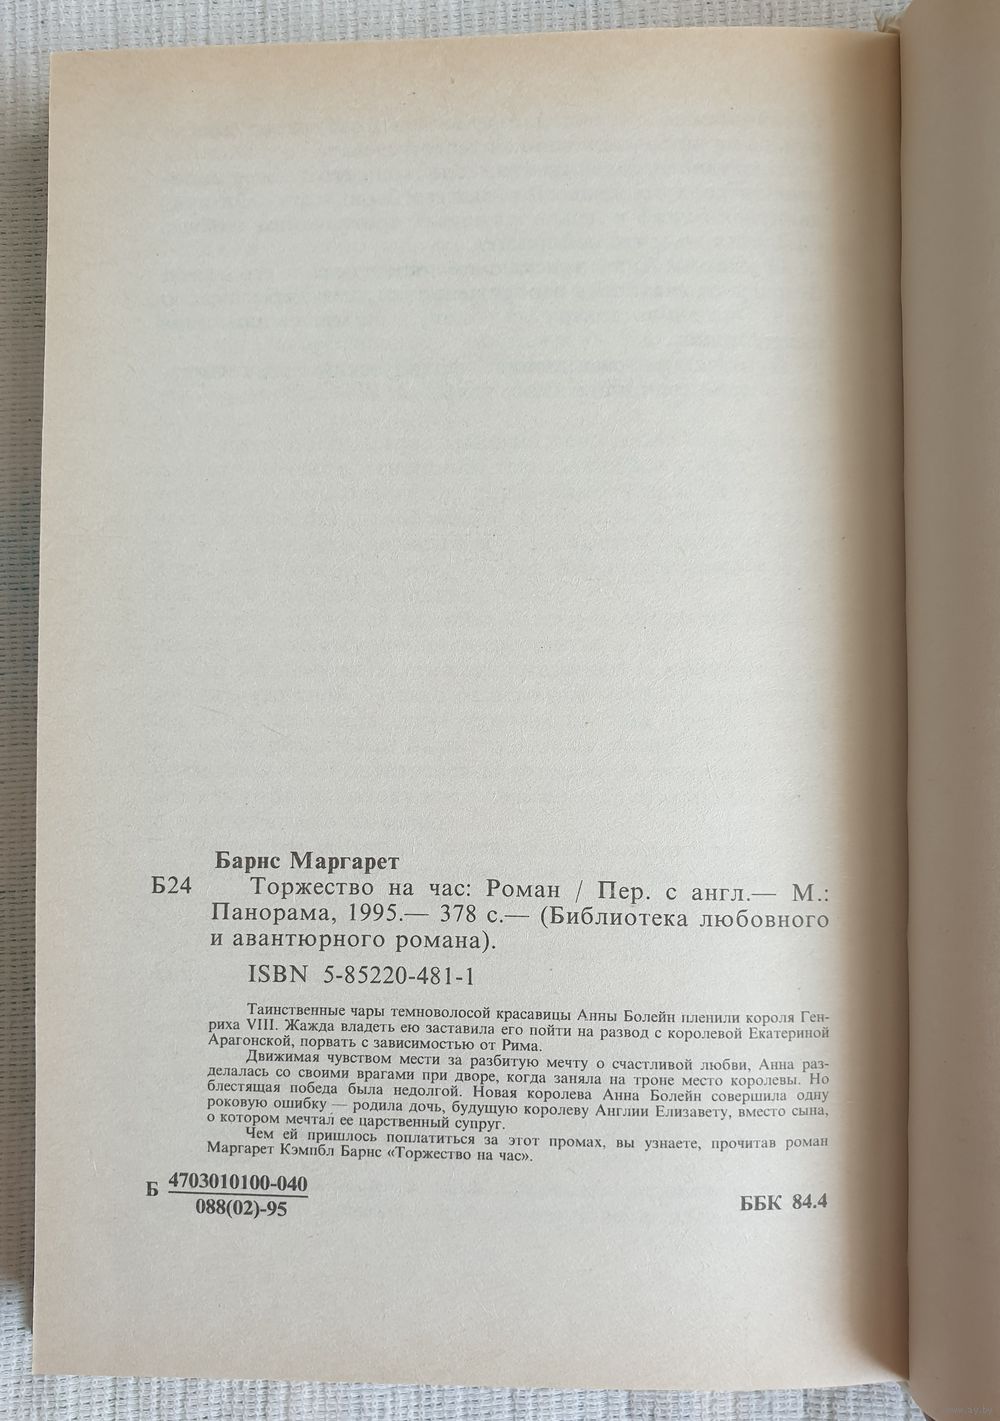 Барнс Маргарет
Б24
Торжество на час: Роман / Пер. с англ.— М.:
Панорама, 1995.— 378 с.— (Библиотека любовного
и авантюрного романа).
ISBN 5-85220-481-1
Таинственные чары темноволосой красавицы Анны Болейн пленили короля Ген-
риха VIII. Жажда владеть ею заставила его пойти на развод с королевой Екатериной
Арагонской, порвать с зависимостью от Рима.
Движимая чувством мести за разбитую мечту о счастливой любви, Анна раз-
делалась со своими врагами при дворе, когда заняла на троне место королевы. Но
блестящая победа была недолгой. Новая королева Анна Болейн совершила одну
роковую ошибку — родила дочь, будущую королеву Англии Елизавету, вместо сына,
о котором мечтал ее царственный супруг.
Чем ей пришлось поплатиться за этот промах, вы узнаете, прочитав роман
Маргарет Кэмпбл Барнс «Торжество на час».
Б 4703010100-040
088(02)-95
ББК 84.4